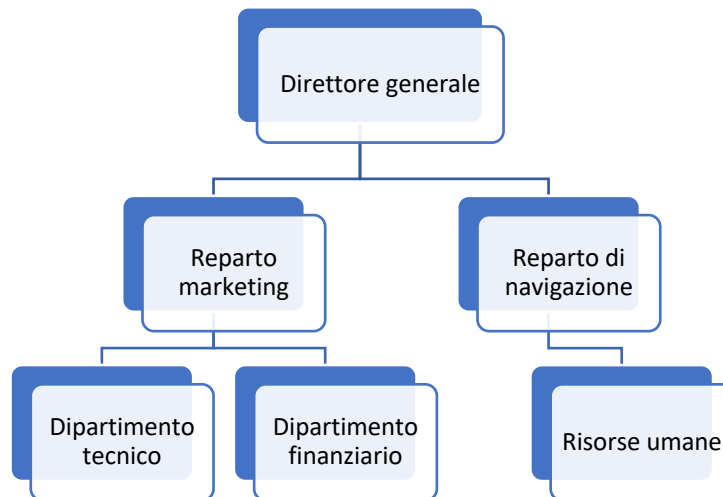 Direttore generale
Reparto
marketing
Reparto di
navigazione
Dipartimento
tecnico
Dipartimento
finanziario
Risorse umane